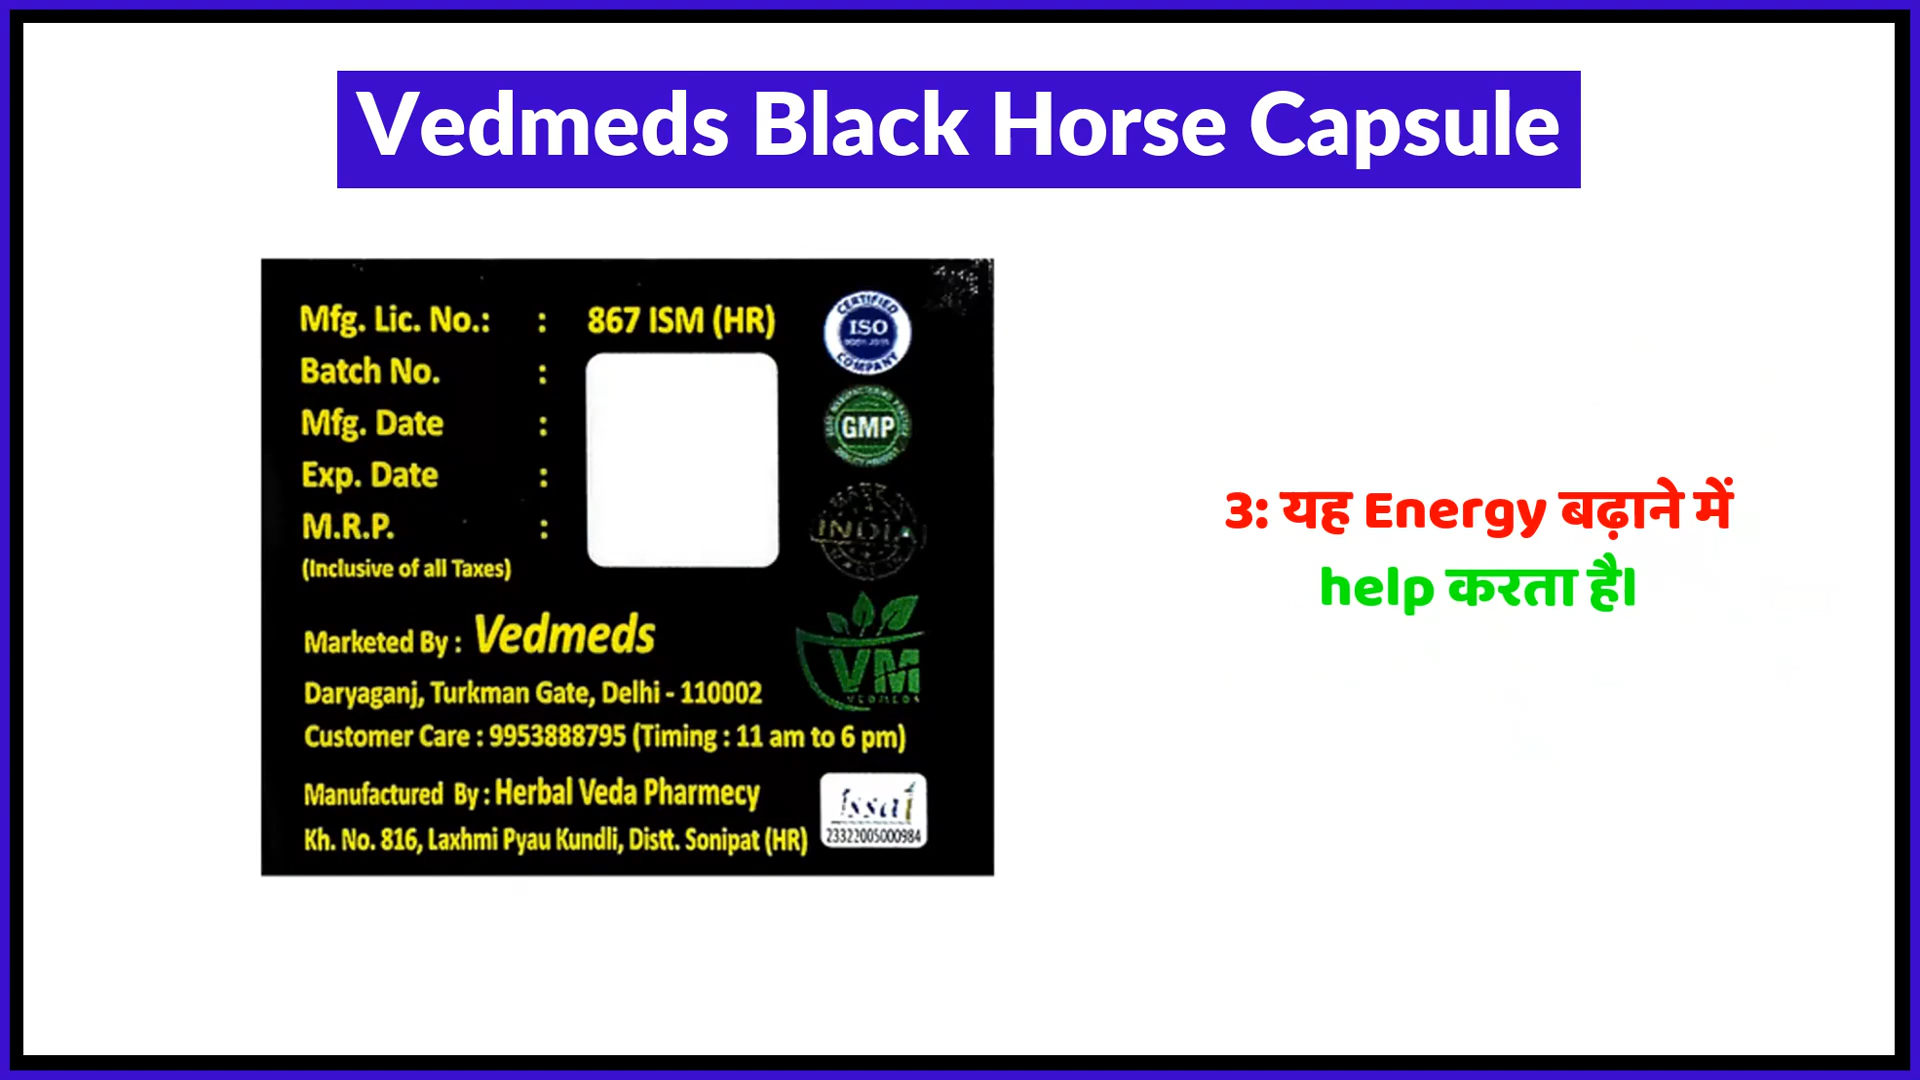 Vedmeds Black Horse Capsule
Mfg. Lic. No.: : 867 ISM (HR)
Batch No. :
Mfg. Date :
Exp. Date :
M.R.P. :
(Inclusive of all Taxes)
Marketed By : Vedmeds
Daryaganj, Turkman Gate, Delhi - 110002
Customer Care : 9953888795 (Timing : 11 am to 6 pm)
Manufactured By : Herbal Veda Pharmecy
Kh. No. 816, Laxhmi Pyau Kundli, Distt. Sonipat (HR)
CERTIFIED
ISO
COMPANY
GMP
INDIA
VM
VEDMEDS
fssai
23322005000984
3: यह Energy बढ़ाने में
help करता है।